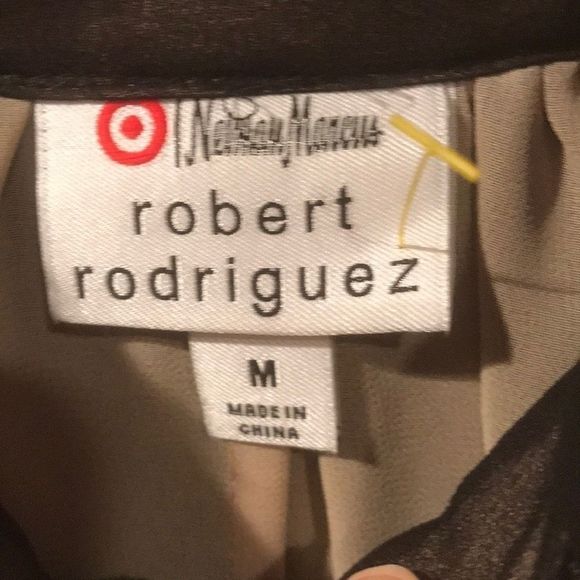 Neiman Marcus
robert
rodriguez
M
MADE IN
CHINA